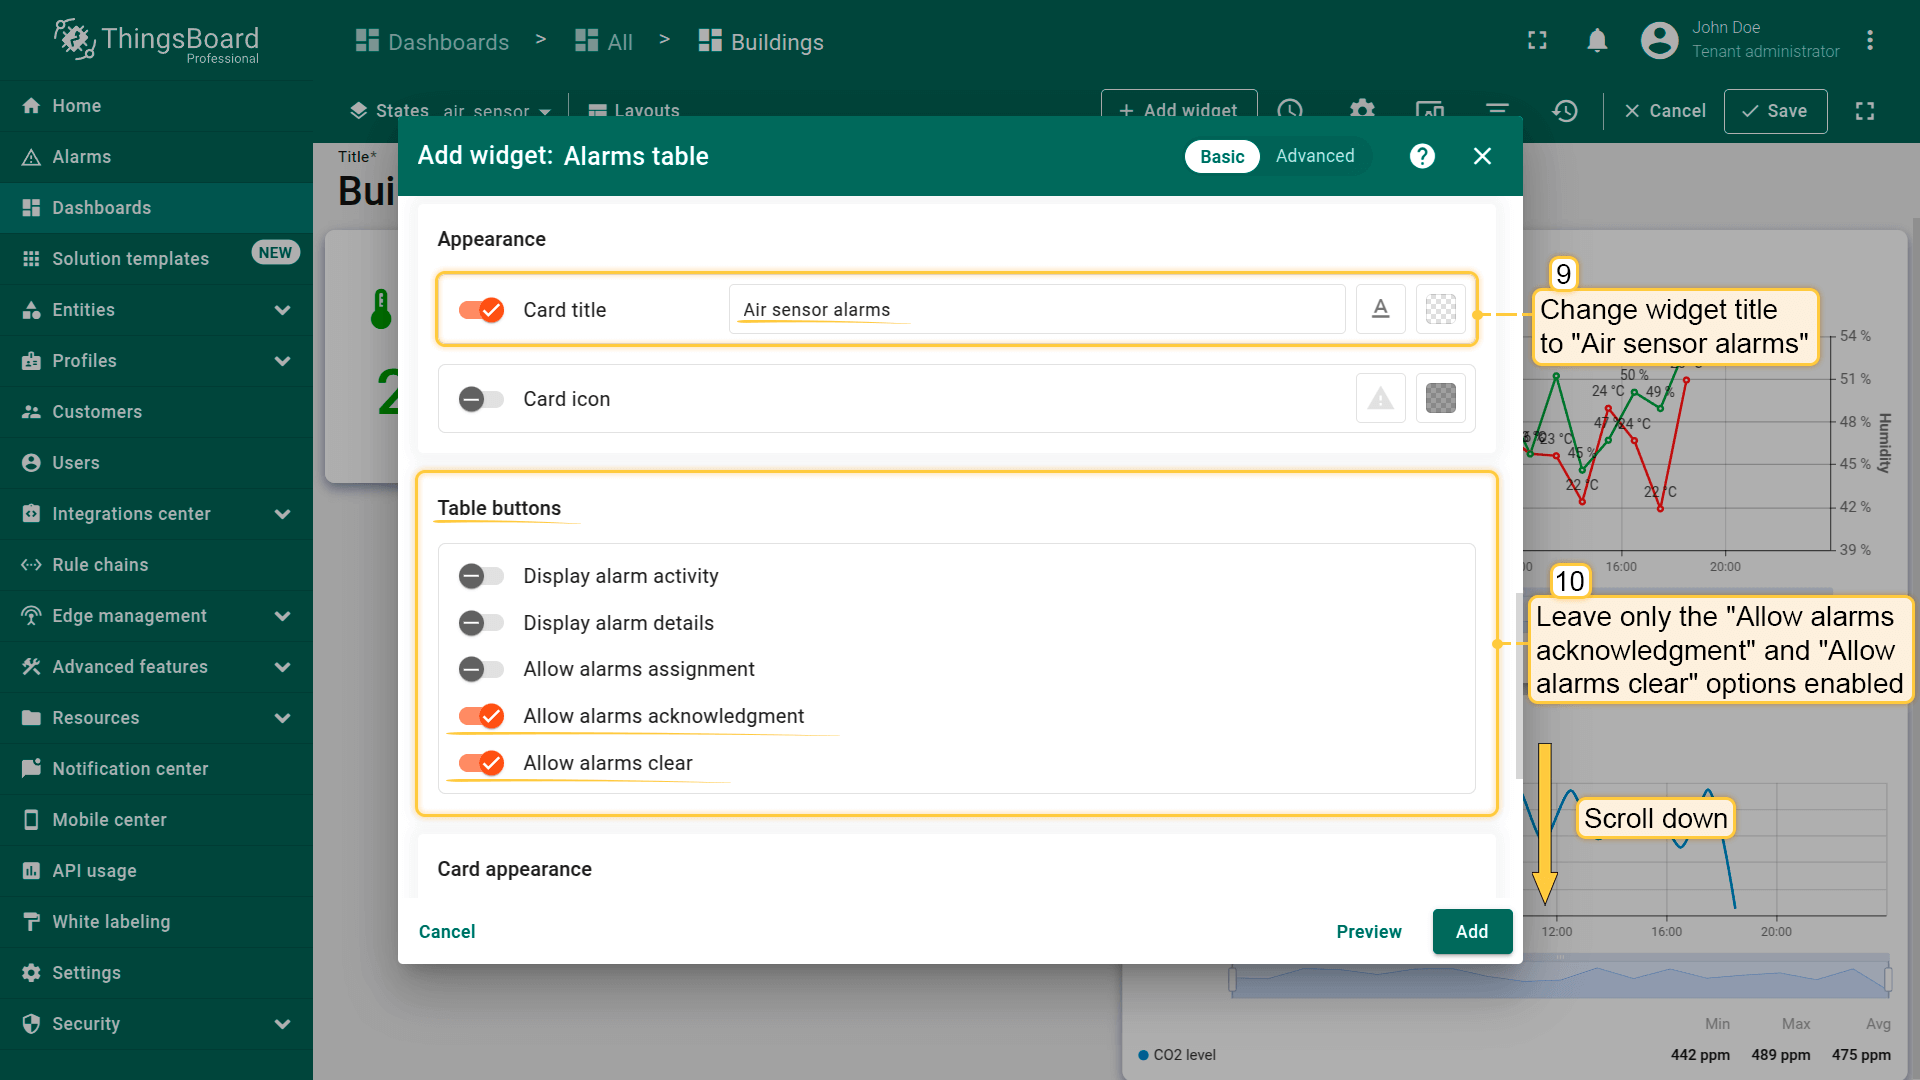 ThingsBoard
Professional
Dashboards > All > Buildings
John Doe
Tenant administrator
Home
Alarms
Dashboards
Solution templates NEW
Entities
Profiles
Customers
Users
Integrations center
Rule chains
Edge management
Advanced features
Resources
Notification center
Mobile center
API usage
White labeling
Settings
Security
States air_sensor Layouts
+ Add widget
Cancel
Save
Title*
Bui
2
Add widget: Alarms table
Basic Advanced
Appearance
Card title Air sensor alarms
Card icon
Table buttons
Display alarm activity
Display alarm details
Allow alarms assignment
Allow alarms acknowledgment
Allow alarms clear
Card appearance
Cancel Preview Add
9
Change widget title
to "Air sensor alarms"
54 %
51 %
48 %
45 %
42 %
39 %
Humidity
50 %
24 °C 49 %
47 % 24 °C
23 °C
45 %
22 °C
22 °C
16:00 20:00
10
Leave only the "Allow alarms
acknowledgment" and "Allow
alarms clear" options enabled
Scroll down
12:00 16:00 20:00
Min Max Avg
CO2 level 442 ppm 489 ppm 475 ppm